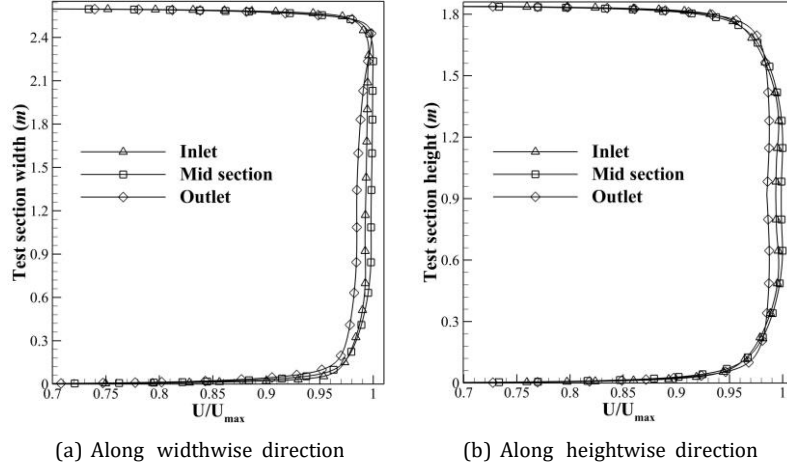 Test section width (m)
2.4
2.1
1.8
1.5
1.2
0.9
0.6
0.3
0
0.7
0.75
0.8
0.85
0.9
0.95
1
U/Umax
Inlet
Mid section
Outlet
(a) Along widthwise direction
Test section height (m)
1.8
1.5
1.2
0.9
0.6
0.3
0
0.7
0.75
0.8
0.85
0.9
0.95
1
U/Umax
Inlet
Mid section
Outlet
(b) Along heightwise direction